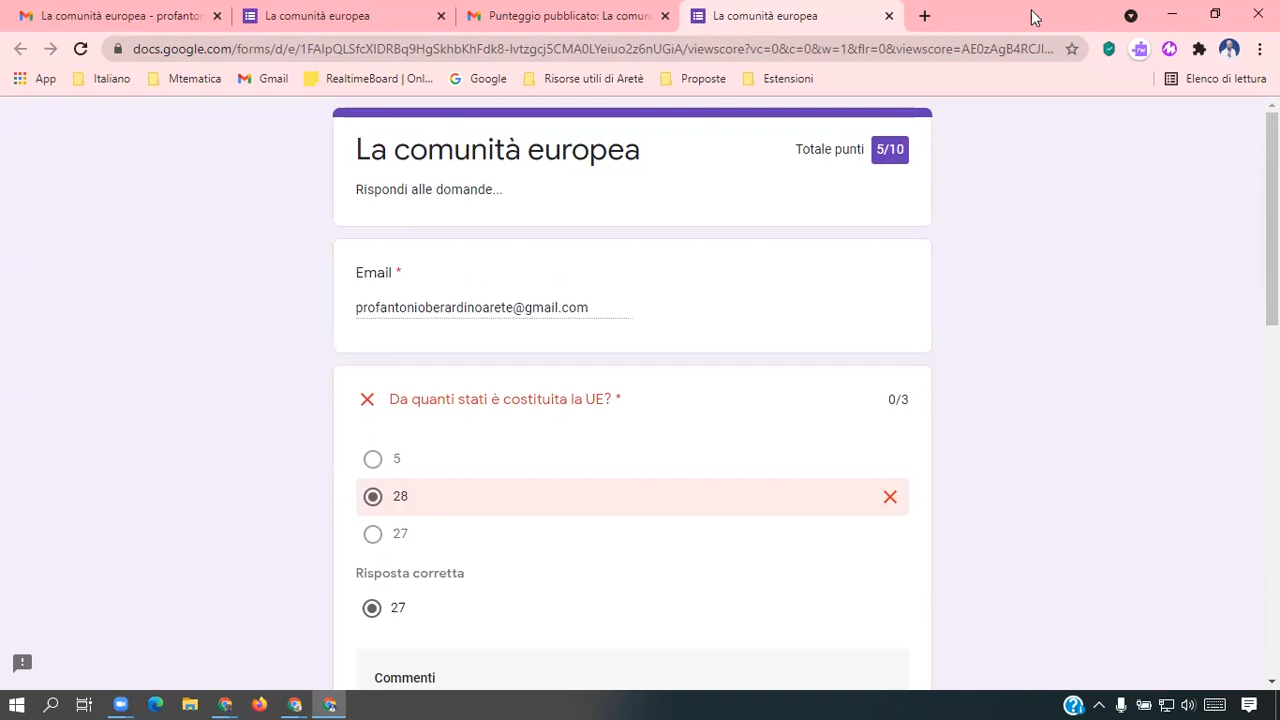 La comunità europea - profanton
La comunità europea
Punteggio pubblicato: La comun
La comunità europea
docs.google.com/forms/d/e/1FAIpQLSfcXIDRBq9HgSkhbKhFdk8-lvtzgcj5CMA0LYeiuo2z6nUGiA/viewscore?vc=0&c=0&w=1&flr=0&viewscore=AE0zAgB4RCJl...
App
Italiano
Mtematica
Gmail
RealtimeBoard | Onl...
Google
Risorse utili di Aretè
Proposte
Estensioni
Elenco di lettura
La comunità europea
Totale punti 5/10
Rispondi alle domande...
Email *
profantonioberardinoarete@gmail.com
Da quanti stati è costituita la UE? *
0/3
5
28
27
Risposta corretta
27
Commenti